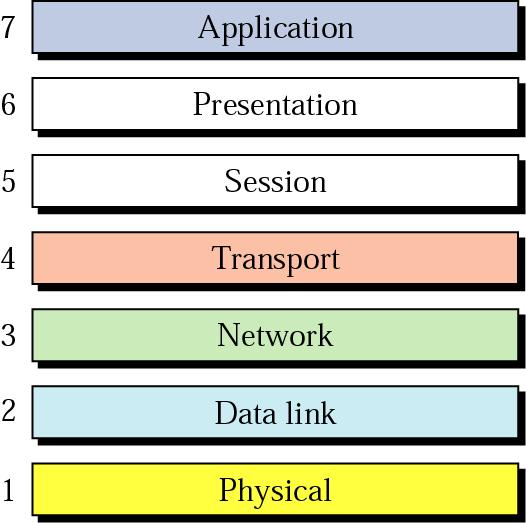 7 Application
6 Presentation
5 Session
4 Transport
3 Network
2 Data link
1 Physical